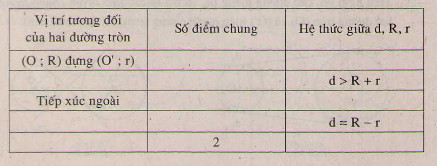 Vị trí tương đối
của hai đường tròn
Số điểm chung
Hệ thức giữa d, R, r
(O ; R) đựng (O' ; r)
d > R + r
Tiếp xúc ngoài
d = R – r
2